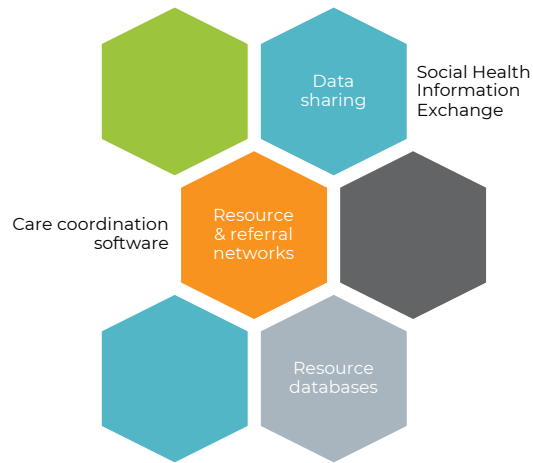 Data
sharing
Social Health
Information
Exchange
Care coordination
software
Resource
& referral
networks
Resource
databases